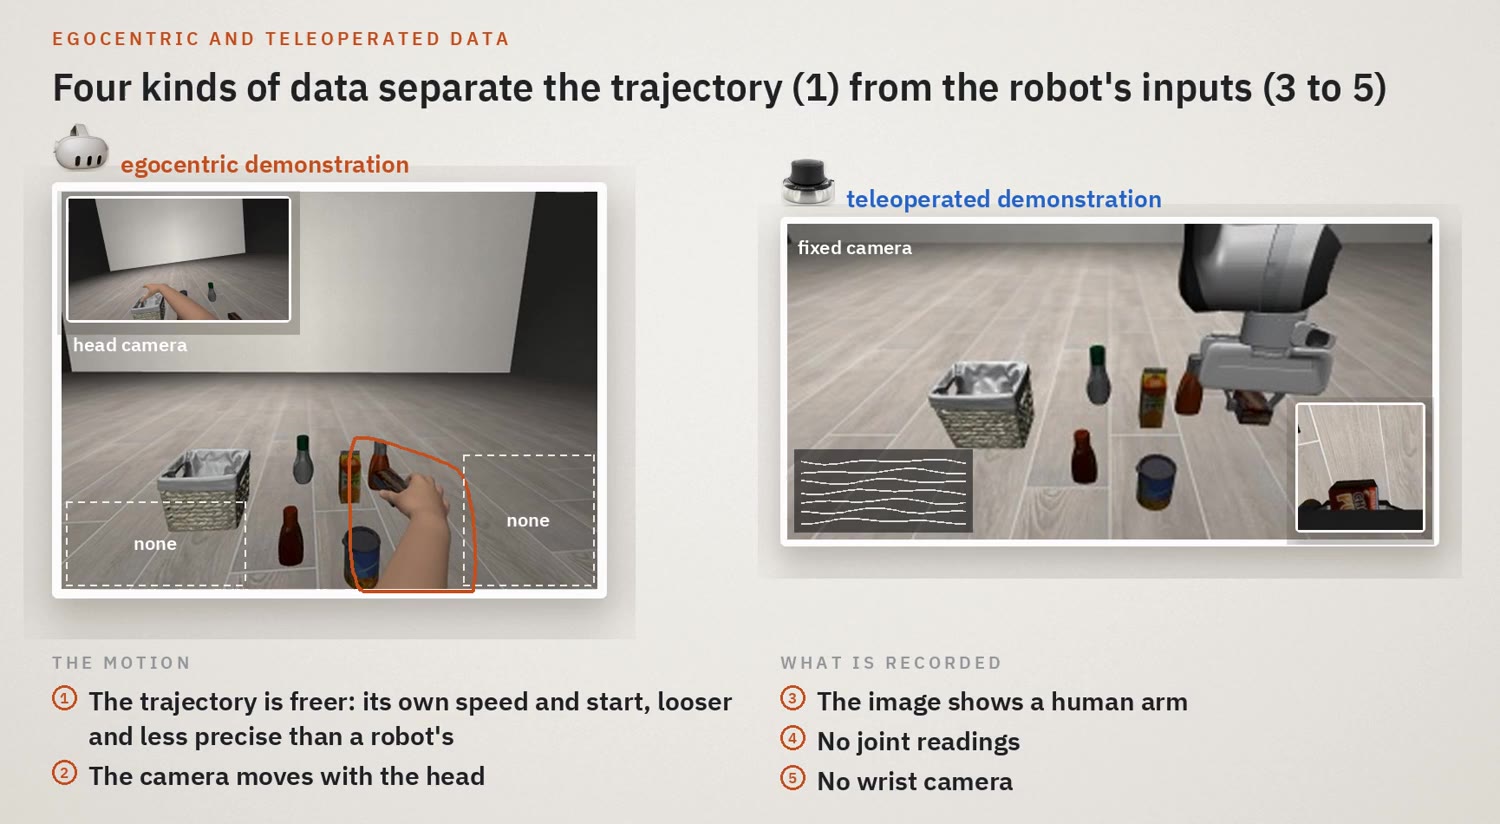 EGOCENTRIC AND TELEOPERATED DATA
Four kinds of data separate the trajectory (1) from the robot's inputs (3 to 5)
egocentric demonstration
head camera
none
none
teleoperated demonstration
fixed camera
THE MOTION
1 The trajectory is freer: its own speed and start, looser
and less precise than a robot's
2 The camera moves with the head
WHAT IS RECORDED
3 The image shows a human arm
4 No joint readings
5 No wrist camera